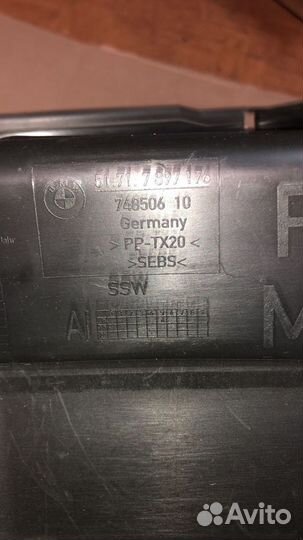 51.71.7 897 176
748506 10
Germany
>PP-TX20<
>SEBS<
SSW
A
F
M
Avito